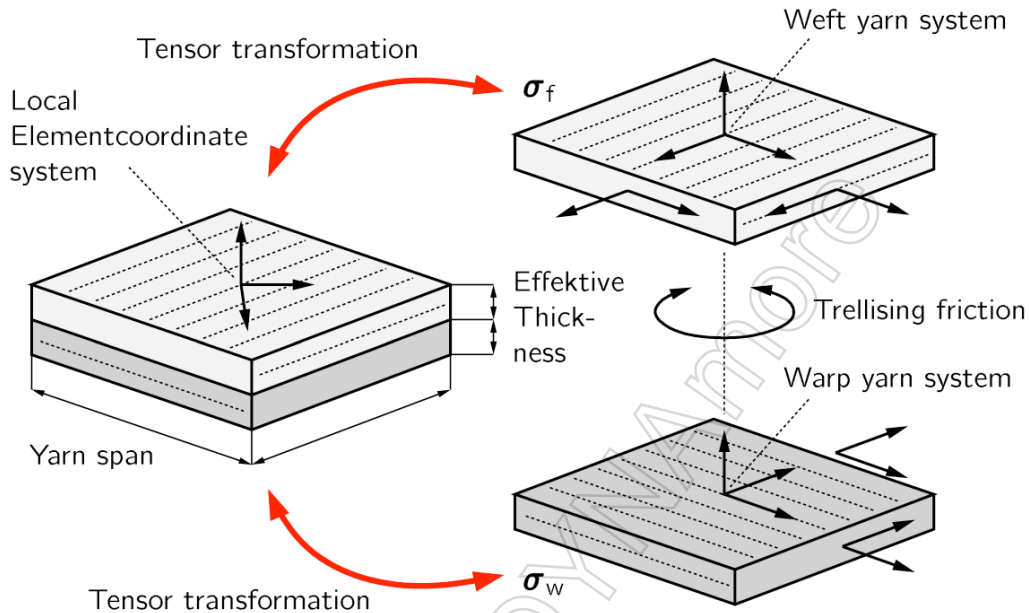 Weft yarn system
Tensor transformation
σf
Local
Elementcoordinate
system
Effektive
Thick-
ness
Trellising friction
Warp yarn system
Yarn span
σw
Tensor transformation
DYNAmore